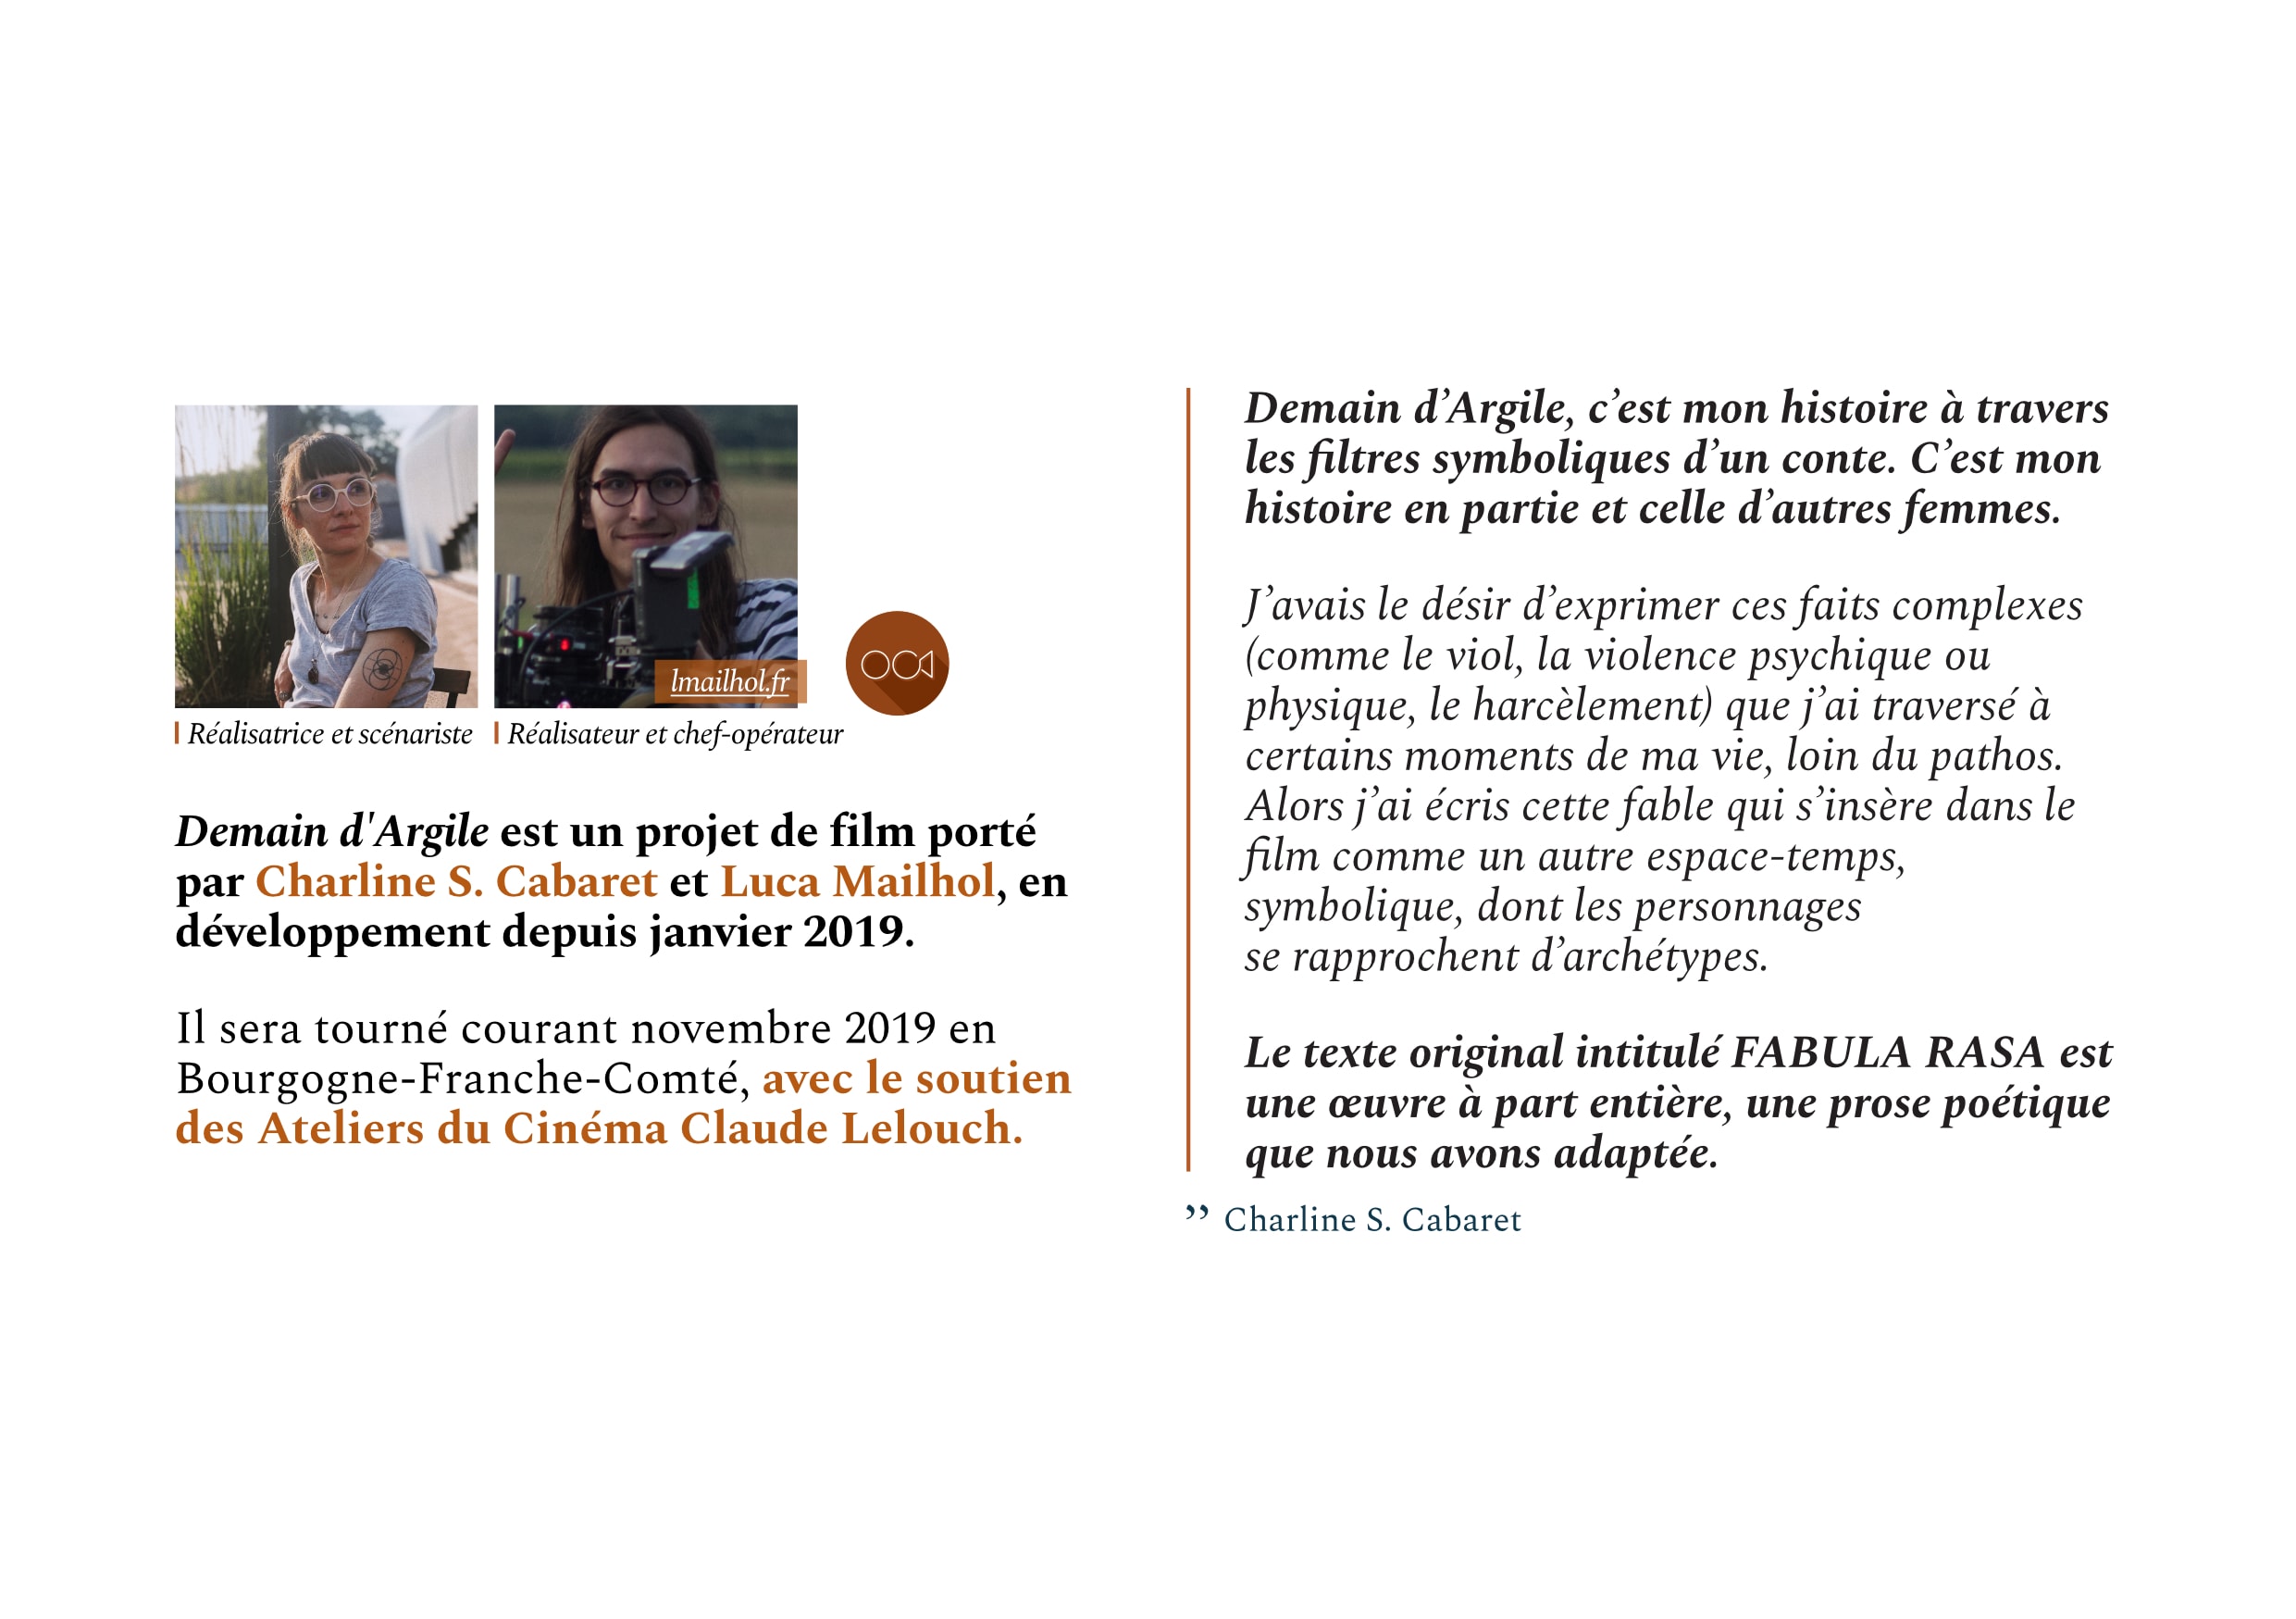 lmailhol.fr
Réalisatrice et scénariste
Réalisateur et chef-opérateur
Demain d'Argile est un projet de film porté
par Charline S. Cabaret et Luca Mailhol, en
développement depuis janvier 2019.
Il sera tourné courant novembre 2019 en
Bourgogne-Franche-Comté, avec le soutien
des Ateliers du Cinéma Claude Lelouch.
Demain d’Argile, c’est mon histoire à travers
les filtres symboliques d’un conte. C’est mon
histoire en partie et celle d’autres femmes.
J’avais le désir d’exprimer ces faits complexes
(comme le viol, la violence psychique ou
physique, le harcèlement) que j’ai traversé à
certains moments de ma vie, loin du pathos.
Alors j’ai écris cette fable qui s’insère dans le
film comme un autre espace-temps,
symbolique, dont les personnages
se rapprochent d’archétypes.
Le texte original intitulé FABULA RASA est
une œuvre à part entière, une prose poétique
que nous avons adaptée.
” Charline S. Cabaret